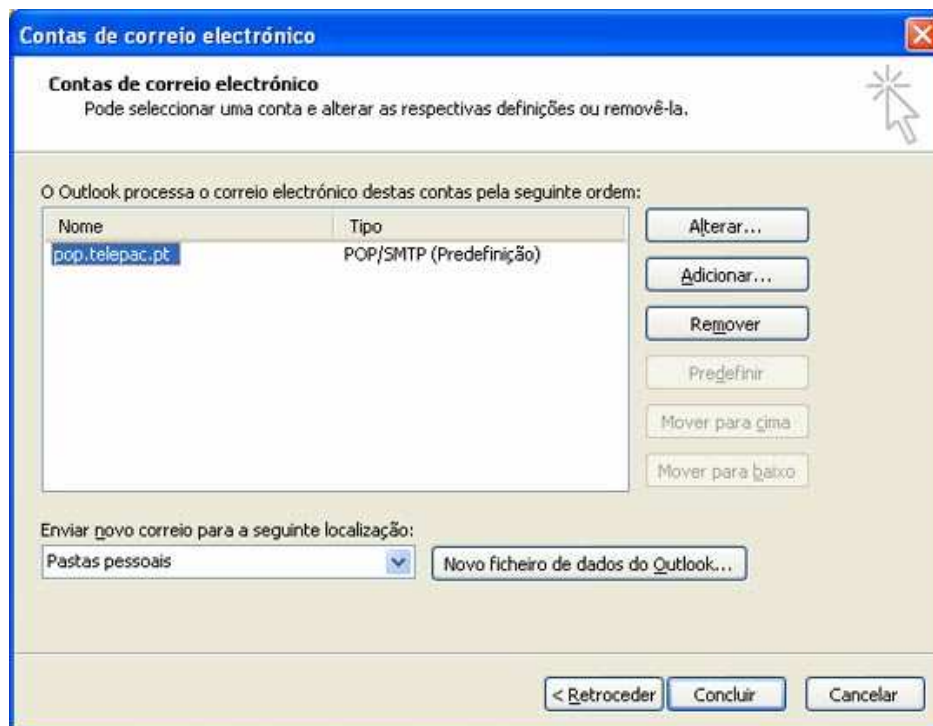 Contas de correio electrónico
Contas de correio electrónico
Pode seleccionar uma conta e alterar as respectivas definições ou removê-la.
O Outlook processa o correio electrónico destas contas pela seguinte ordem:
Nome Tipo
pop.telepac.pt POP/SMTP (Predefinição)
Alterar...
Adicionar...
Remover
Predefinir
Mover para cima
Mover para baixo
Enviar novo correio para a seguinte localização:
Pastas pessoais Novo ficheiro de dados do Outlook...
< Retroceder Concluir Cancelar